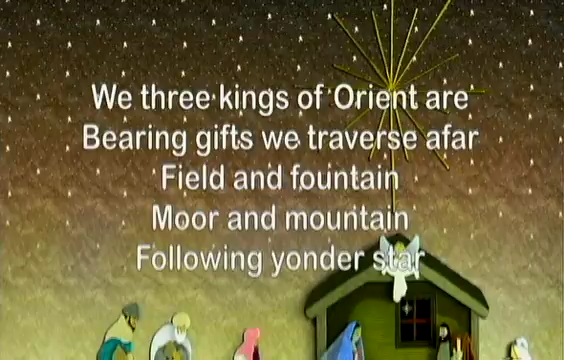 We three kings of Orient are
Bearing gifts we traverse afar
Field and fountain
Moor and mountain
Following yonder star